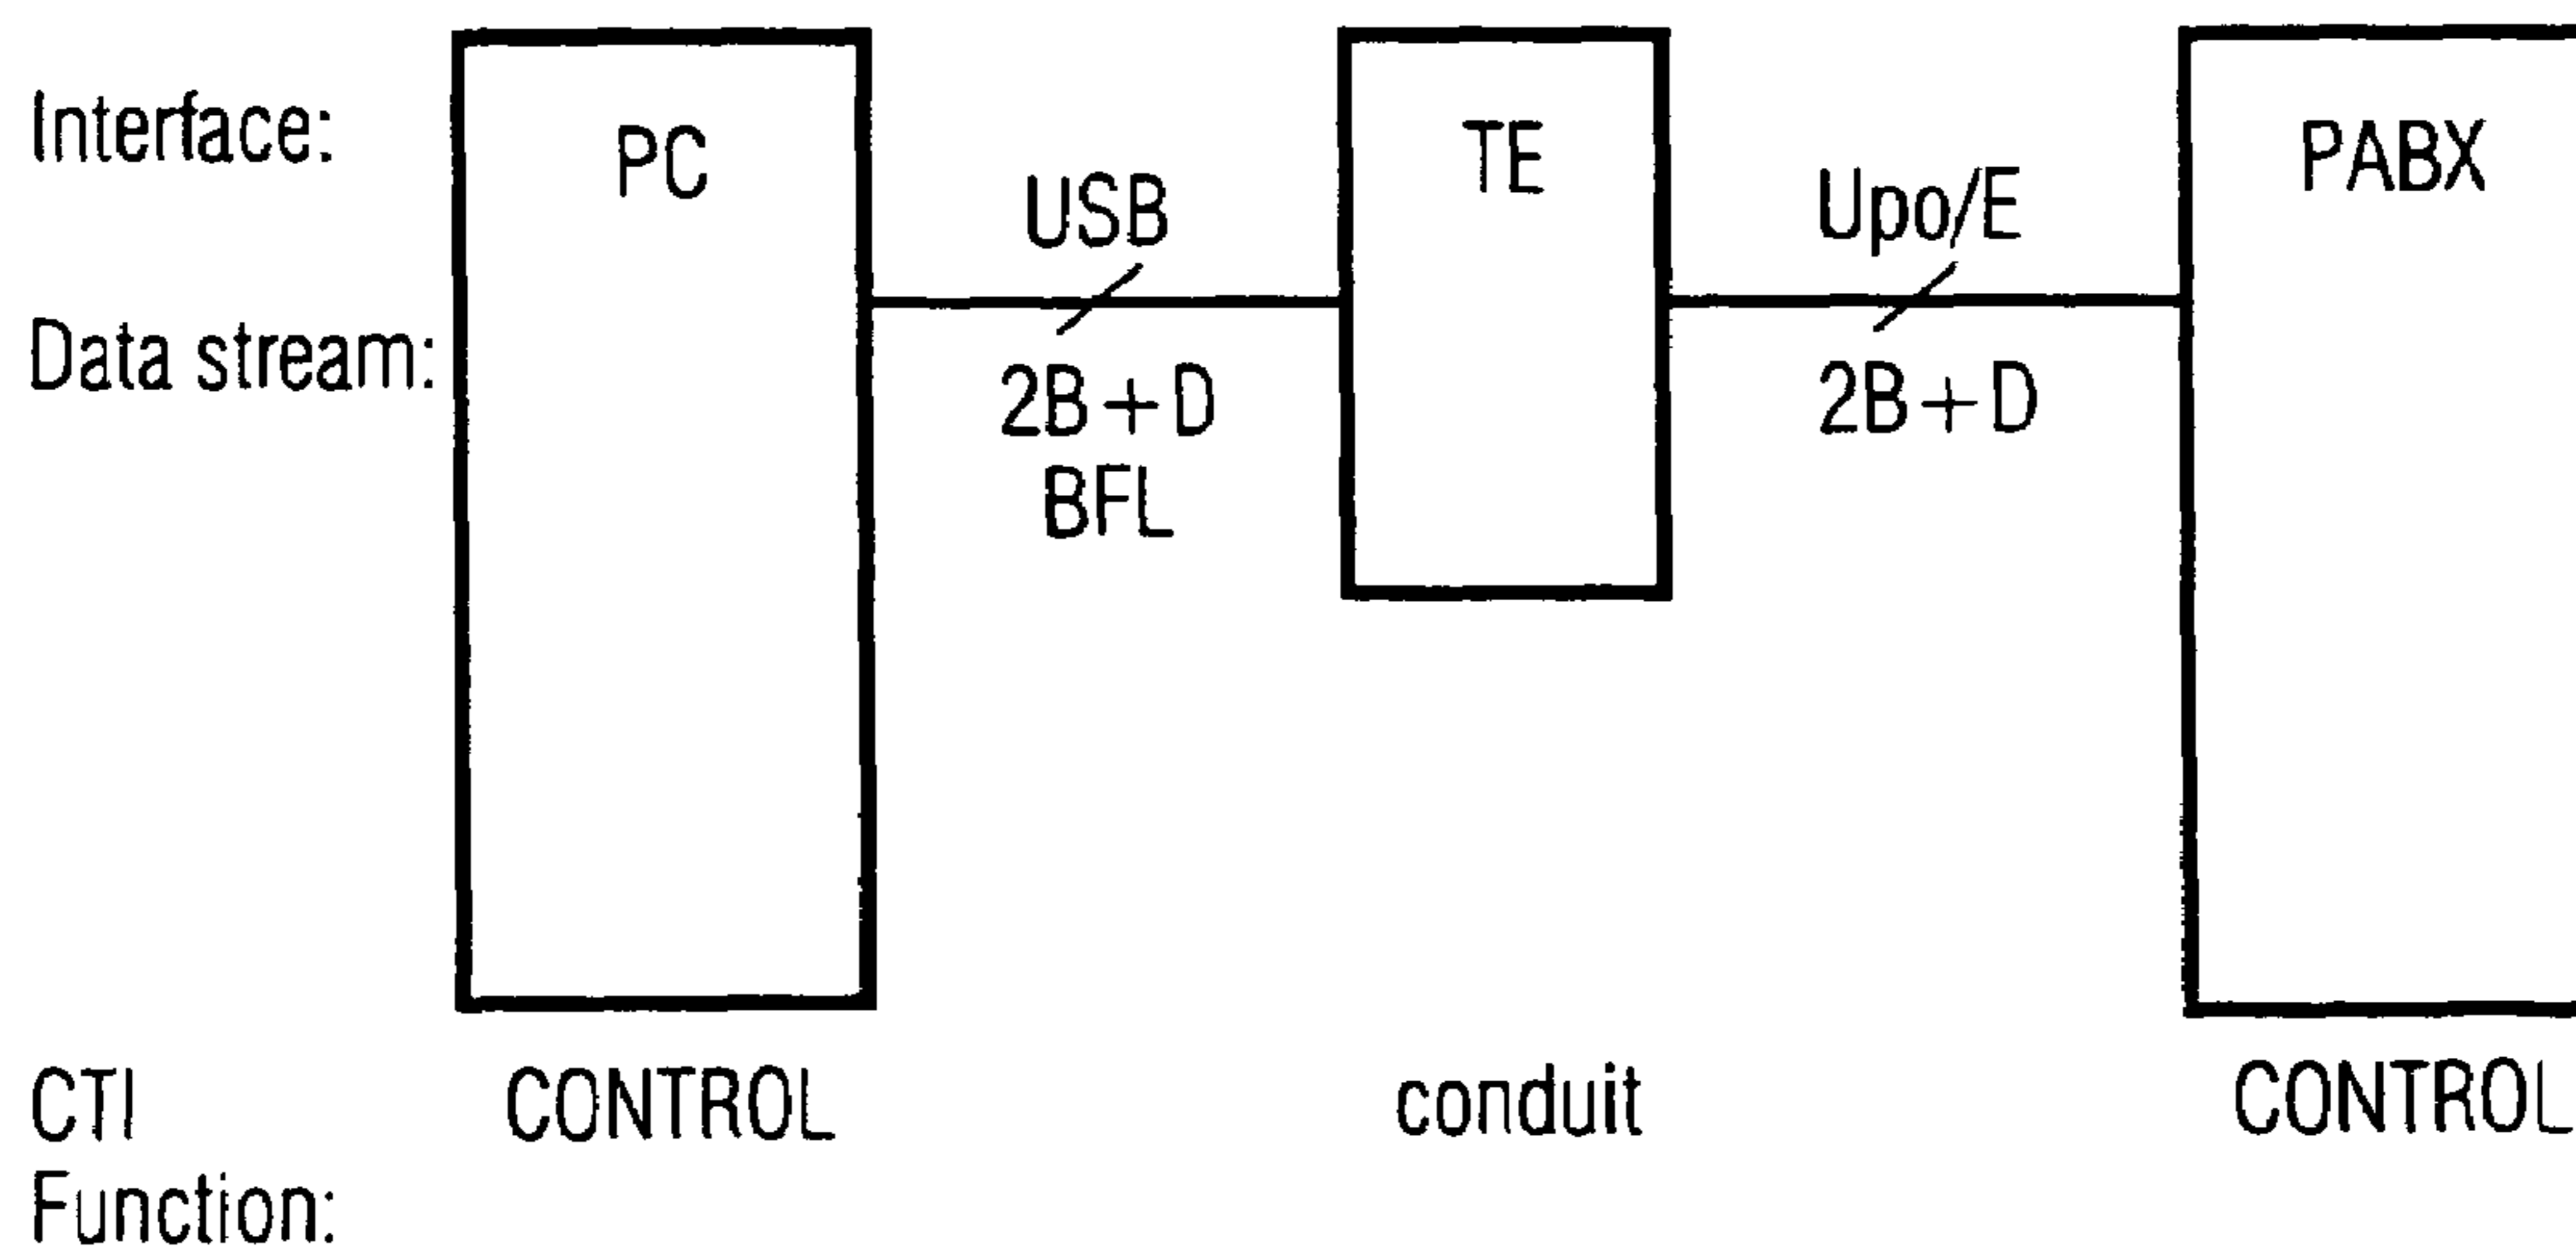 Interface:
PC
USB
TE
Upo/E
PABX
Data stream:
2B+D
BFL
2B+D
CTI
Function:
CONTROL
conduit
CONTROL